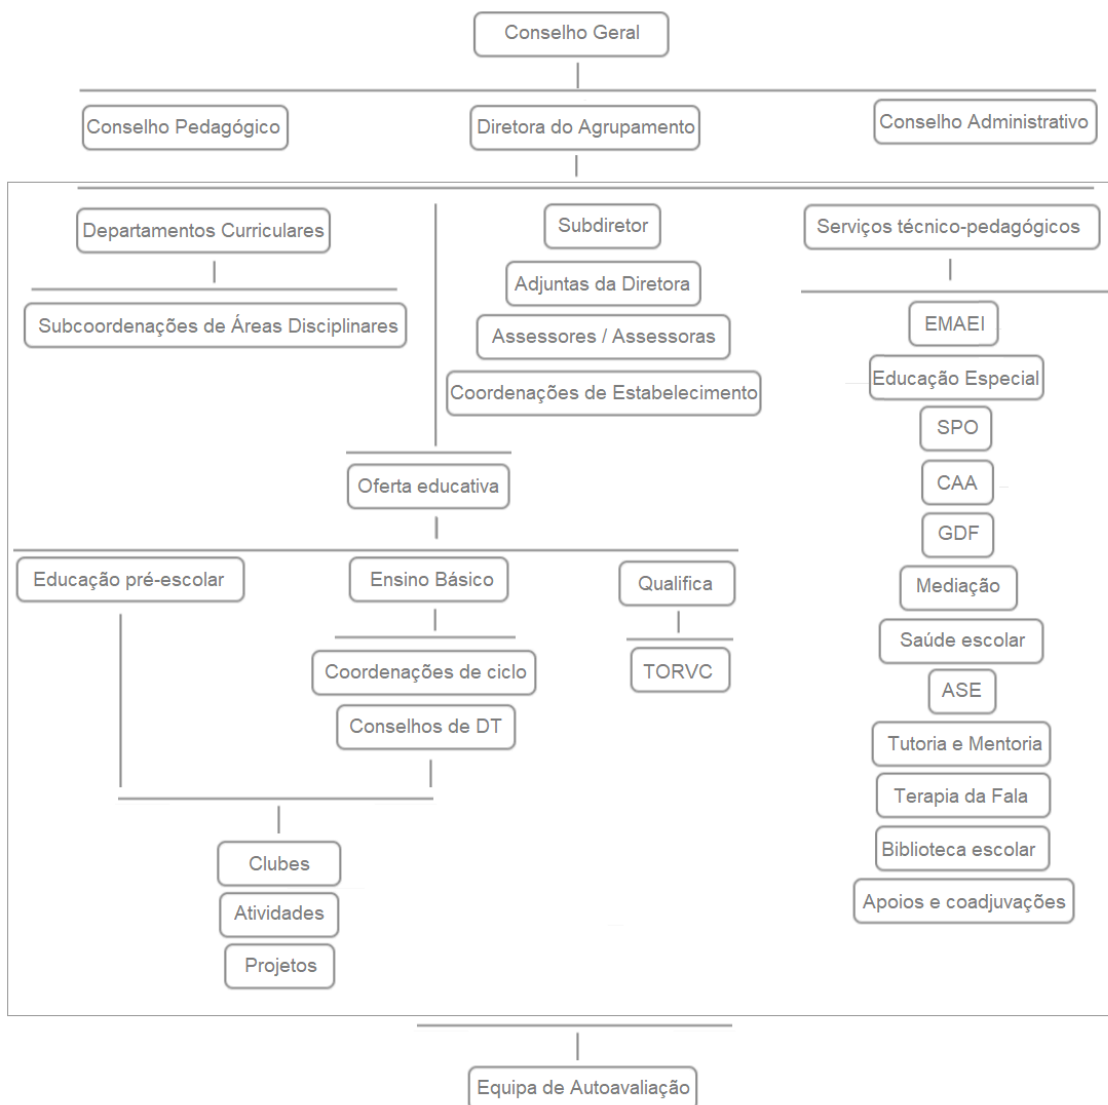 Conselho Geral
Conselho Pedagógico
Diretora do Agrupamento
Conselho Administrativo
Departamentos Curriculares
Subcoordenações de Áreas Disciplinares
Subdiretor
Adjuntas da Diretora
Assessores / Assessoras
Coordenações de Estabelecimento
Serviços técnico-pedagógicos
EMAEI
Educação Especial
SPO
CAA
GDF
Mediação
Saúde escolar
ASE
Tutoria e Mentoria
Terapia da Fala
Biblioteca escolar
Apoios e coadjuvações
Oferta educativa
Educação pré-escolar
Ensino Básico
Qualifica
Coordenações de ciclo
Conselhos de DT
TORVC
Clubes
Atividades
Projetos
Equipa de Autoavaliação